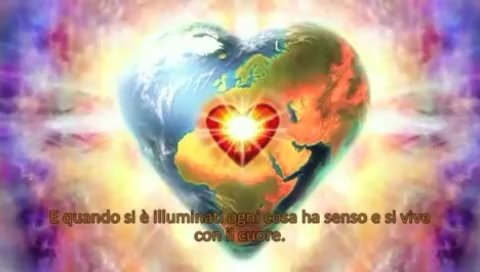 E quando si è illuminati ogni cosa ha senso e si vive
con il cuore.